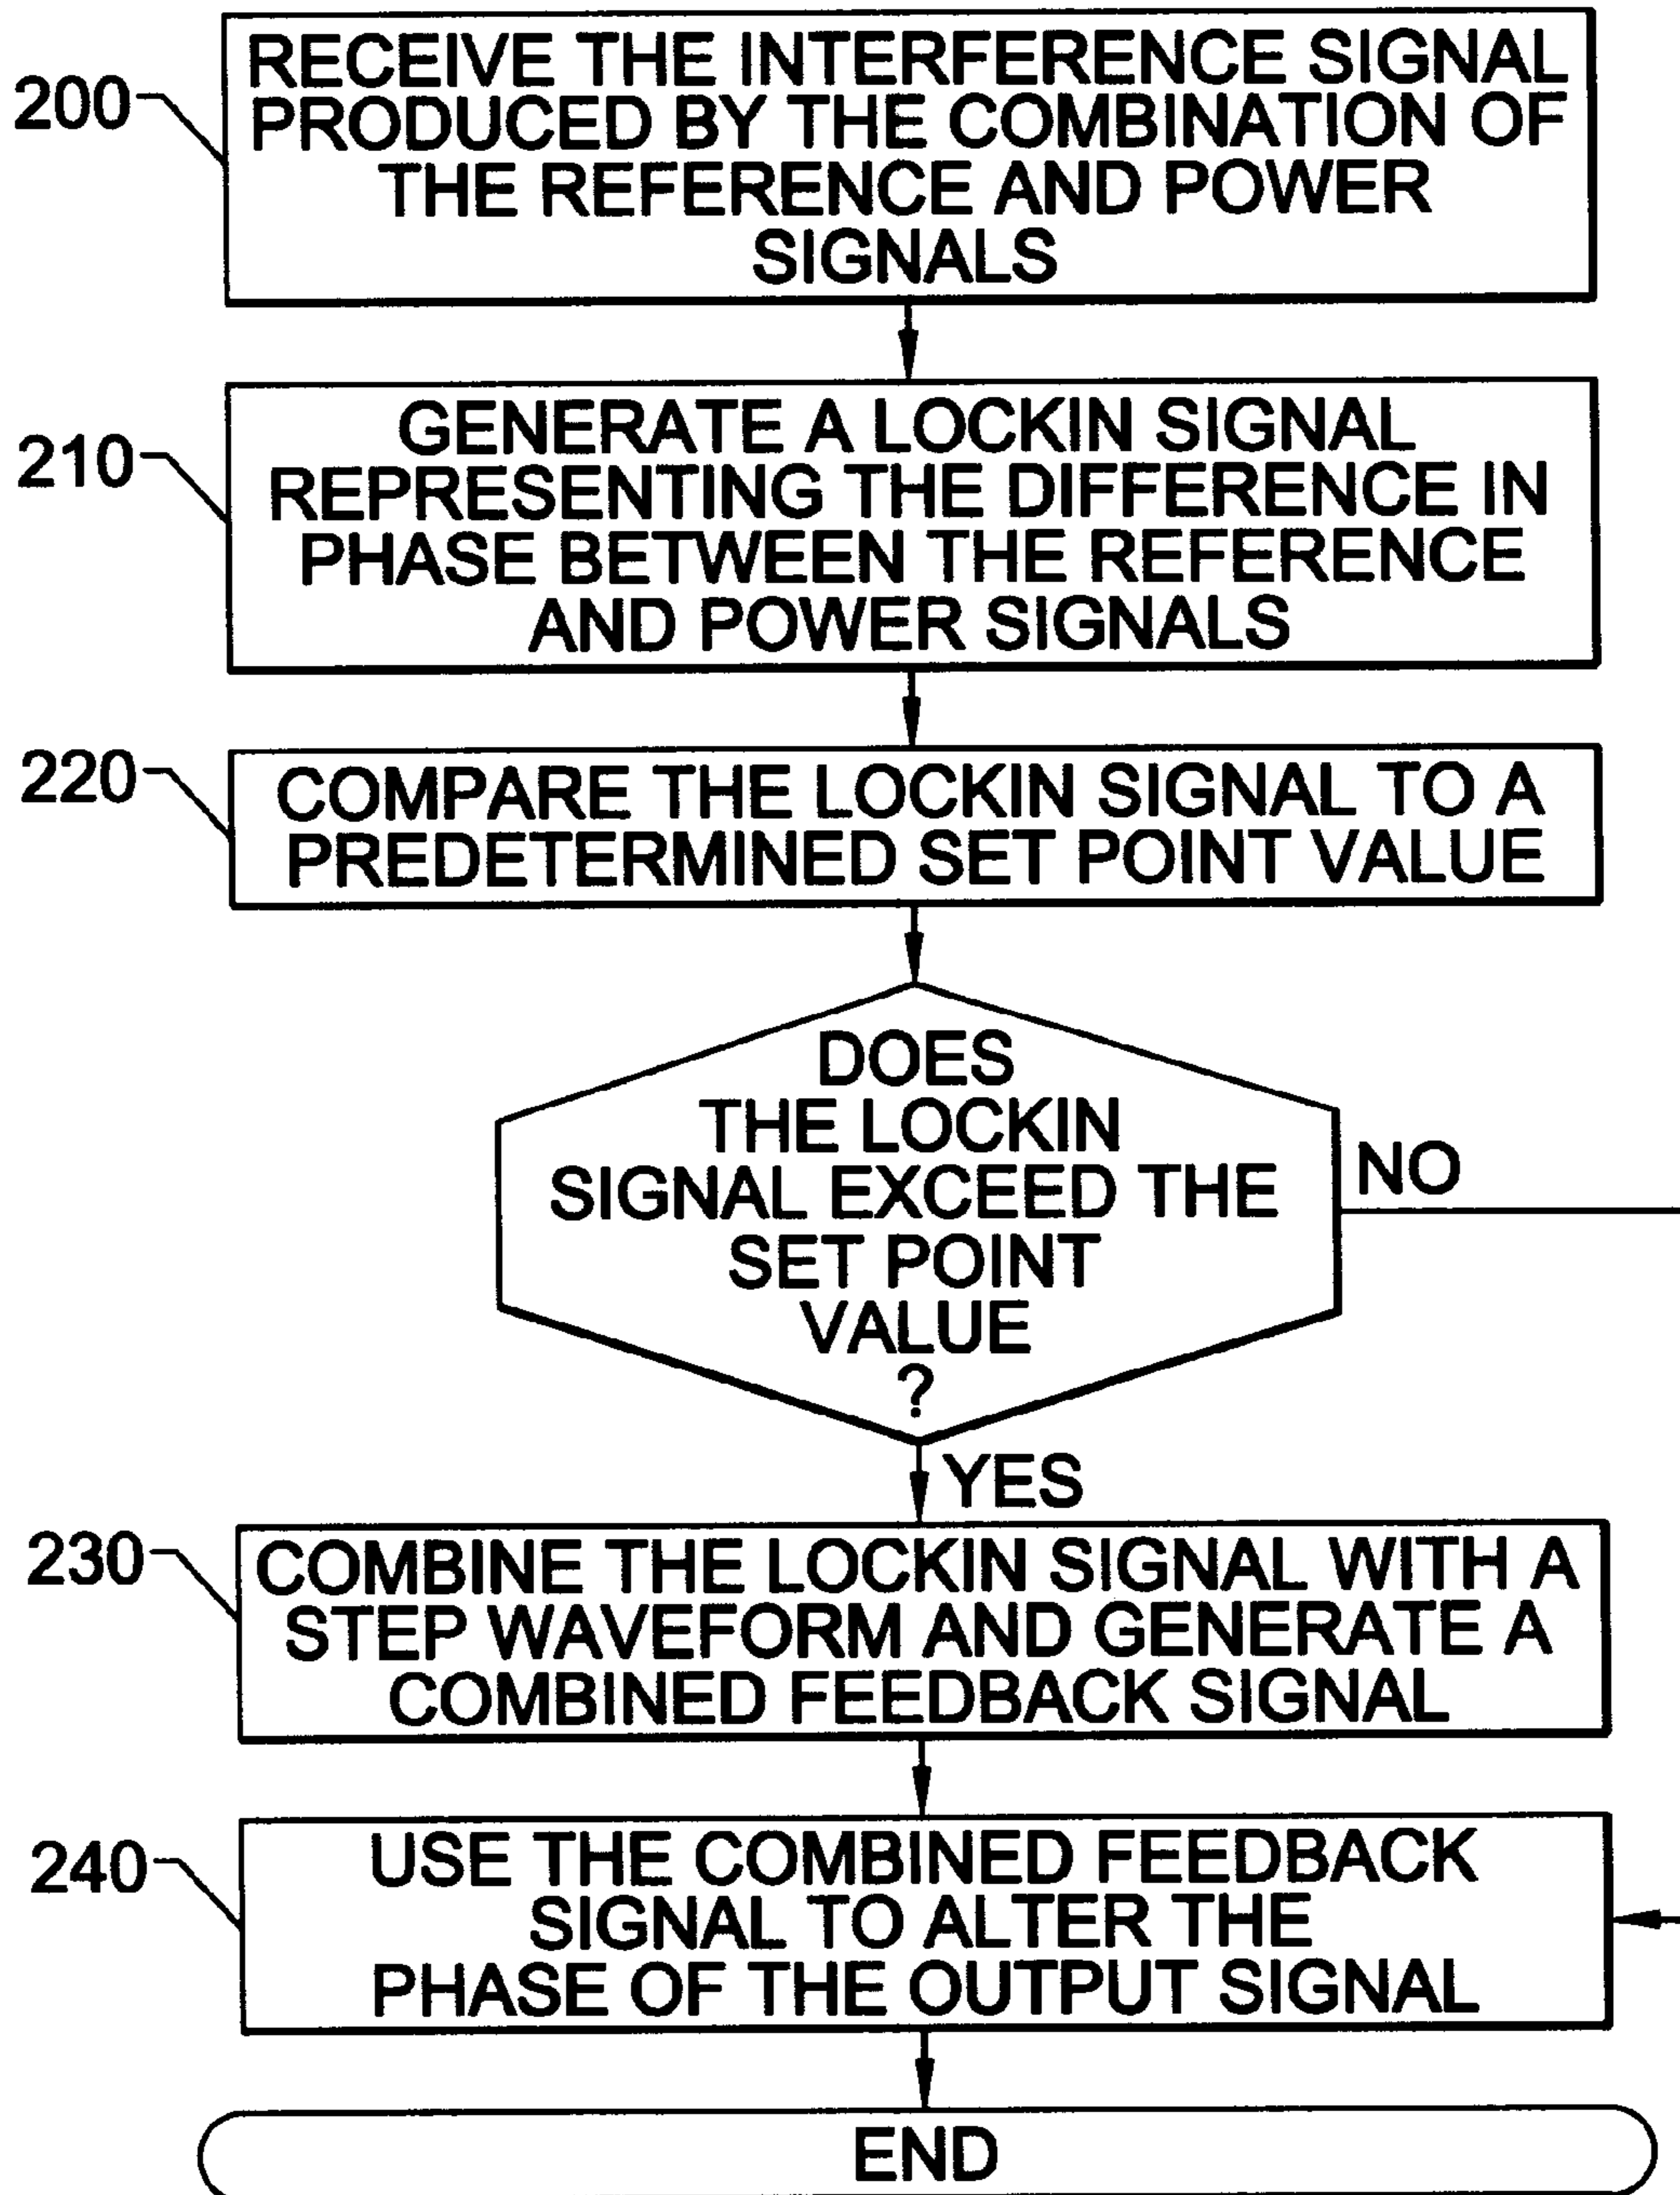 200
RECEIVE THE INTERFERENCE SIGNAL
PRODUCED BY THE COMBINATION OF
THE REFERENCE AND POWER
SIGNALS
210
GENERATE A LOCKIN SIGNAL
REPRESENTING THE DIFFERENCE IN
PHASE BETWEEN THE REFERENCE
AND POWER SIGNALS
220
COMPARE THE LOCKIN SIGNAL TO A
PREDETERMINED SET POINT VALUE
DOES
THE LOCKIN
SIGNAL EXCEED THE
SET POINT
VALUE
?
NO
YES
230
COMBINE THE LOCKIN SIGNAL WITH A
STEP WAVEFORM AND GENERATE A
COMBINED FEEDBACK SIGNAL
240
USE THE COMBINED FEEDBACK
SIGNAL TO ALTER THE
PHASE OF THE OUTPUT SIGNAL
END